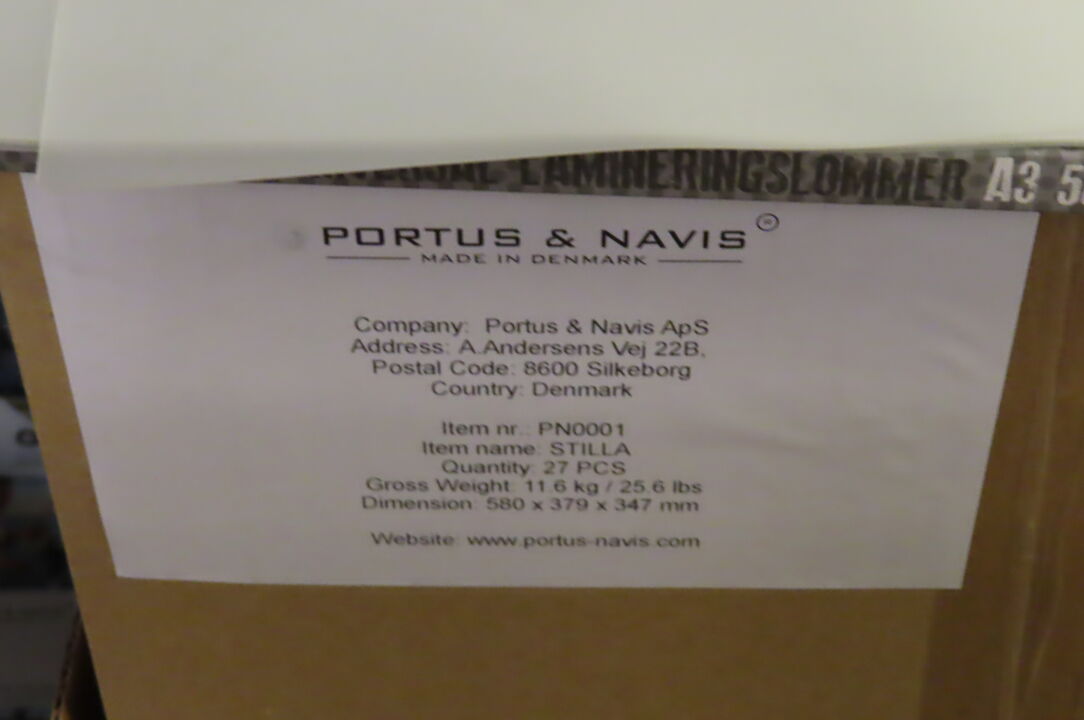 LAMINERINGSLOMMER A3
PORTUS & NAVIS ®
MADE IN DENMARK
Company: Portus & Navis ApS
Address: A.Andersens Vej 22B,
Postal Code: 8600 Silkeborg
Country: Denmark
Item nr.: PN0001
Item name: STILLA
Quantity: 27 PCS
Gross Weight: 11.6 kg / 25.6 lbs
Dimension: 580 x 379 x 347 mm
Website: www.portus-navis.com